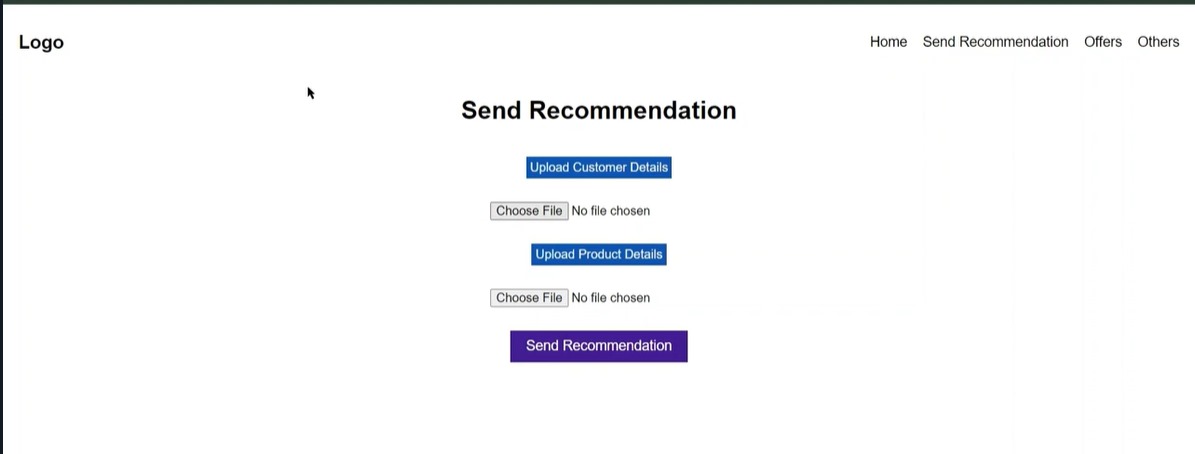 Logo
Home Send Recommendation Offers Others
Send Recommendation
Upload Customer Details
Choose File No file chosen
Upload Product Details
Choose File No file chosen
Send Recommendation